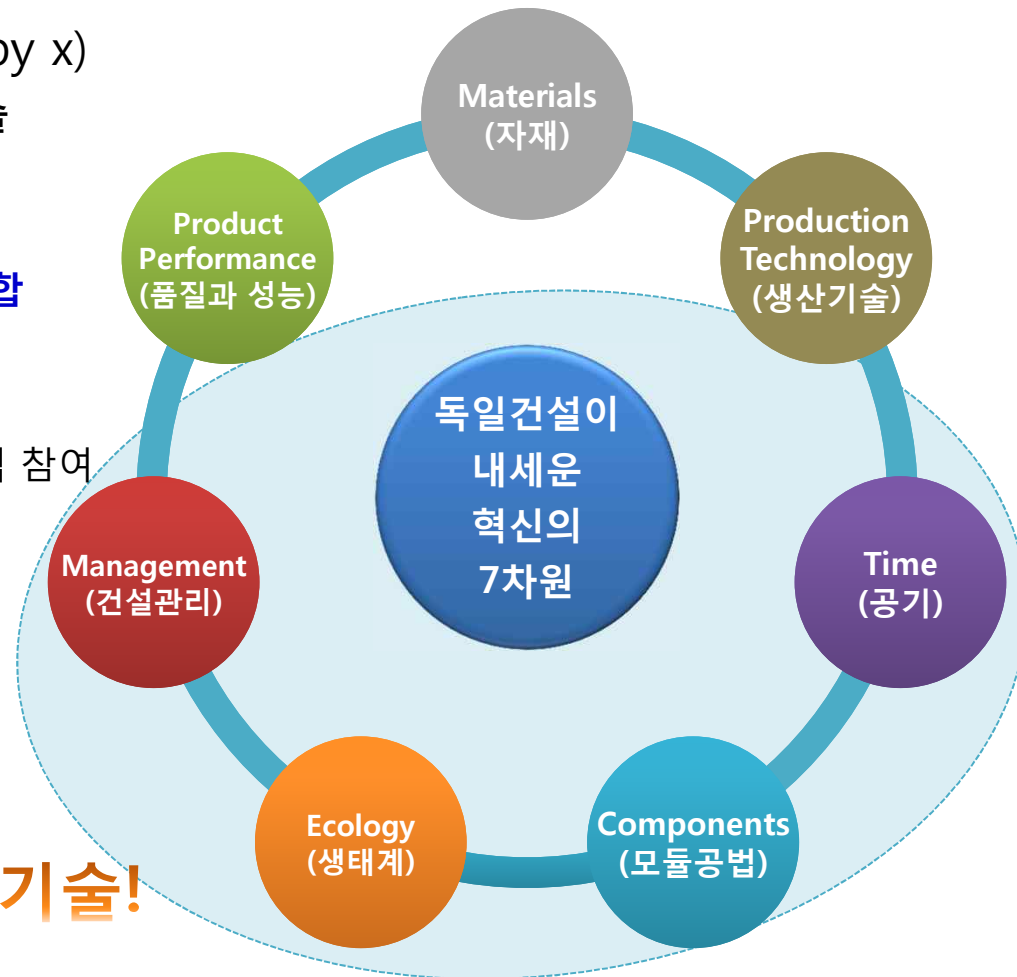 by x)
합
참여
기술!
Materials
(자재)
Production
Technology
(생산기술)
Time
(공기)
Components
(모듈공법)
Ecology
(생태계)
Management
(건설관리)
Product
Performance
(품질과 성능)
독일건설이
내세운
혁신의
7차원